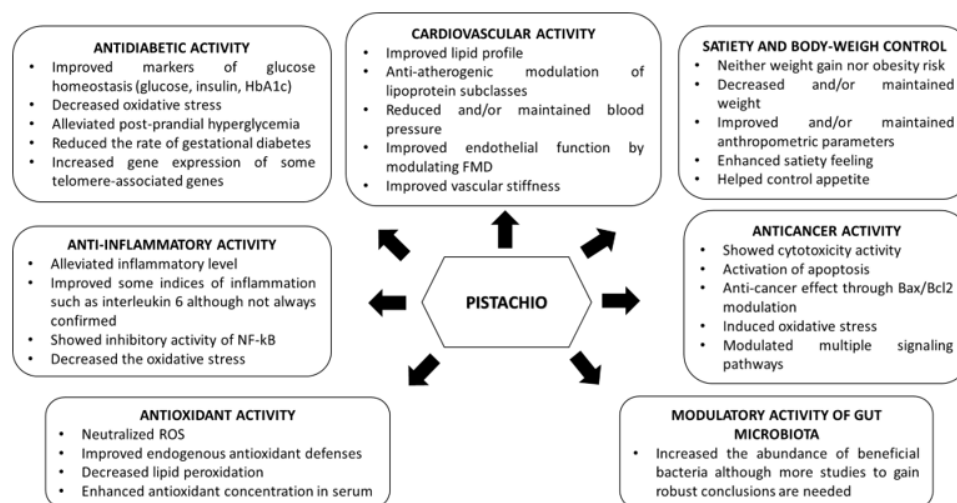 ANTIDIABETIC ACTIVITY
• Improved markers of glucose
homeostasis (glucose, insulin, HbA1c)
• Decreased oxidative stress
• Alleviated post-prandial hyperglycemia
• Reduced the rate of gestational diabetes
• Increased gene expression of some
telomere-associated genes
CARDIOVASCULAR ACTIVITY
• Improved lipid profile
• Anti-atherogenic modulation of
lipoprotein subclasses
• Reduced and/or maintained blood
pressure
• Improved endothelial function by
modulating FMD
• Improved vascular stiffness
SATIETY AND BODY-WEIGH CONTROL
• Neither weight gain nor obesity risk
• Decreased and/or maintained
weight
• Improved and/or maintained
anthropometric parameters
• Enhanced satiety feeling
• Helped control appetite
ANTI-INFLAMMATORY ACTIVITY
• Alleviated inflammatory level
• Improved some indices of inflammation
such as interleukin 6 although not always
confirmed
• Showed inhibitory activity of NF-kB
• Decreased the oxidative stress
PISTACHIO
ANTICANCER ACTIVITY
• Showed cytotoxicity activity
• Activation of apoptosis
• Anti-cancer effect through Bax/Bcl2
modulation
• Induced oxidative stress
• Modulated multiple signaling
pathways
ANTIOXIDANT ACTIVITY
• Neutralized ROS
• Improved endogenous antioxidant defenses
• Decreased lipid peroxidation
• Enhanced antioxidant concentration in serum
MODULATORY ACTIVITY OF GUT
MICROBIOTA
• Increased the abundance of beneficial
bacteria although more studies to gain
robust conclusions are needed